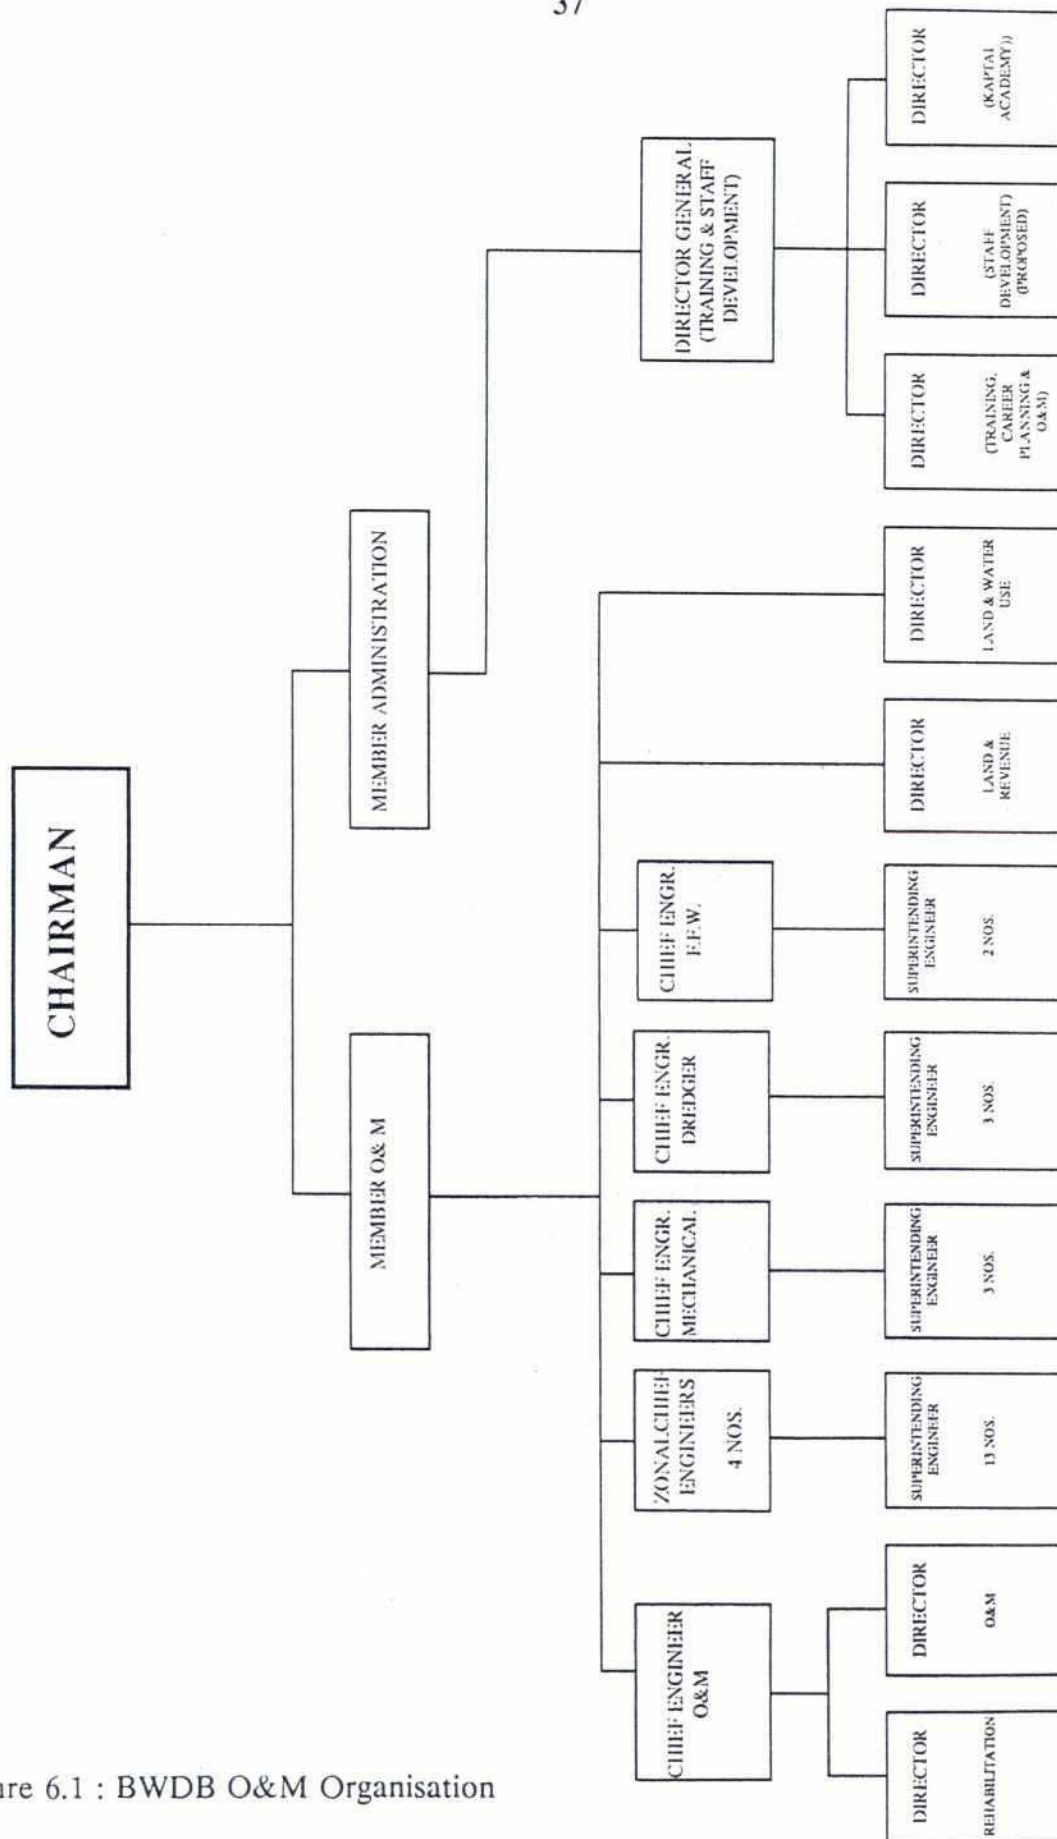 37
CHAIRMAN
MEMBER O& M
MEMBER ADMINISTRATION
CHIEF ENGINEER
O&M
ZONALCHIEF
ENGINEERS
4 NOS.
CHIEF ENGR.
MECHANICAL
CHIEF ENGR.
DREDGER
CHIEF ENGR.
DIRECTOR GENERAL
(TRAINING & STAFF
DEVELOPMENT)
DIRECTOR
REHABILITATION
DIRECTOR
O&M
SUPERINTENDING
ENGINEER
13 NOS.
SUPERINTENDING
ENGINEER
3 NOS.
SUPERINTENDING
ENGINEER
3 NOS.
SUPERINTENDING
ENGINEER
2 NOS.
DIRECTOR
LAND &
REVENUE
DIRECTOR
LAND & WATER
USE
DIRECTOR
(TRAINING,
CAREER
PLANNING &
O&M)
DIRECTOR
(STAFF
DEVELOPMENT)
(PROPOSED)
DIRECTOR
(KAPTAI
ACADEMY))
ure 6.1 : BWDB O&M Organisation